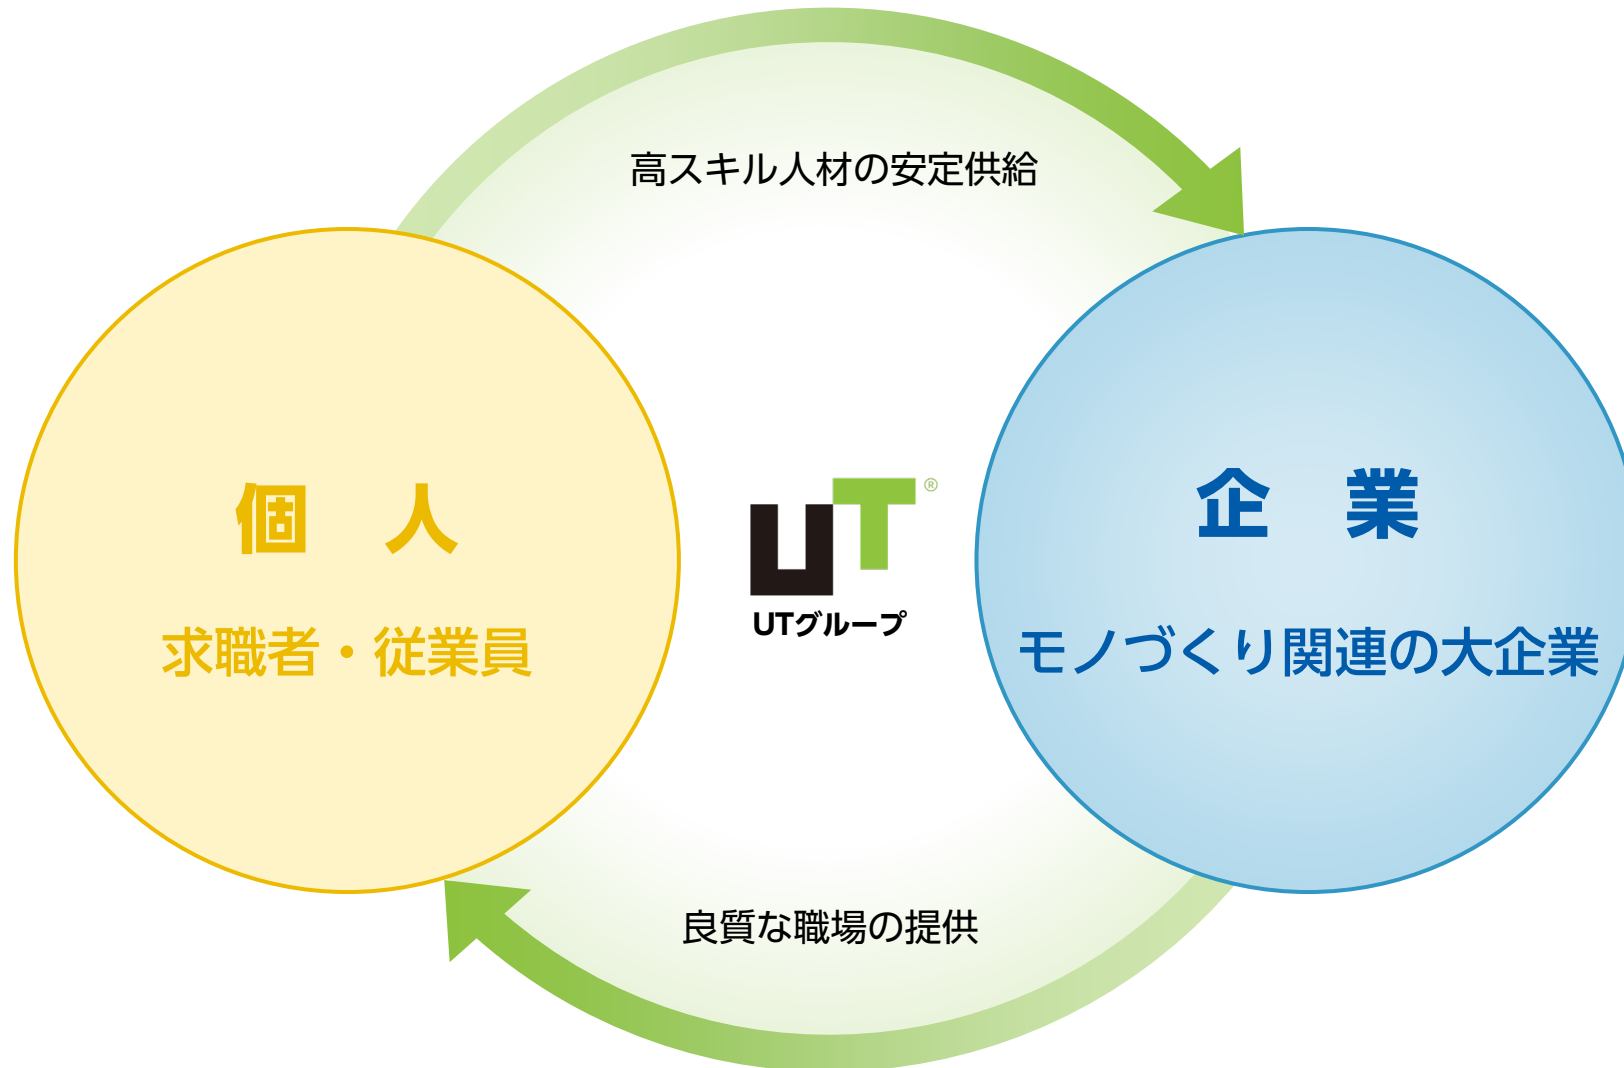 高スキル人材の安定供給
個　人
求職者・従業員
UT®
UTグループ
企　業
モノづくり関連の大企業
良質な職場の提供